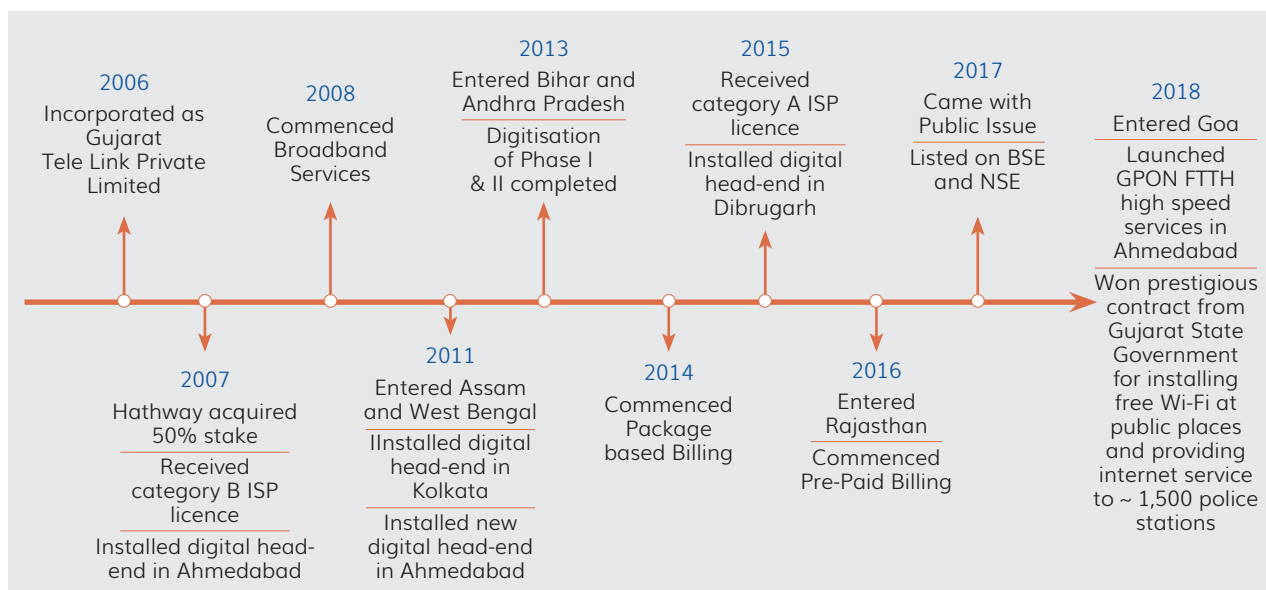 2006
Incorporated as
Gujarat
Tele Link Private
Limited
2007
Hathway acquired
50% stake
Received
category B ISP
licence
Installed digital head-
end in Ahmedabad
2008
Commenced
Broadband
Services
2011
Entered Assam
and West Bengal
IInstalled digital
head-end in
Kolkata
Installed new
digital head-end
in Ahmedabad
2013
Entered Bihar and
Andhra Pradesh
Digitisation
of Phase I
& II completed
2014
Commenced
Package
based Billing
2015
Received
category A ISP
licence
Installed digital
head-end in
Dibrugarh
2016
Entered
Rajasthan
Commenced
Pre-Paid Billing
2017
Came with
Public Issue
Listed on BSE
and NSE
2018
Entered Goa
Launched
GPON FTTH
high speed
services in
Ahmedabad
Won prestigious
contract from
Gujarat State
Government
for installing
free Wi-Fi at
public places
and providing
internet service
to ~ 1,500 police
stations